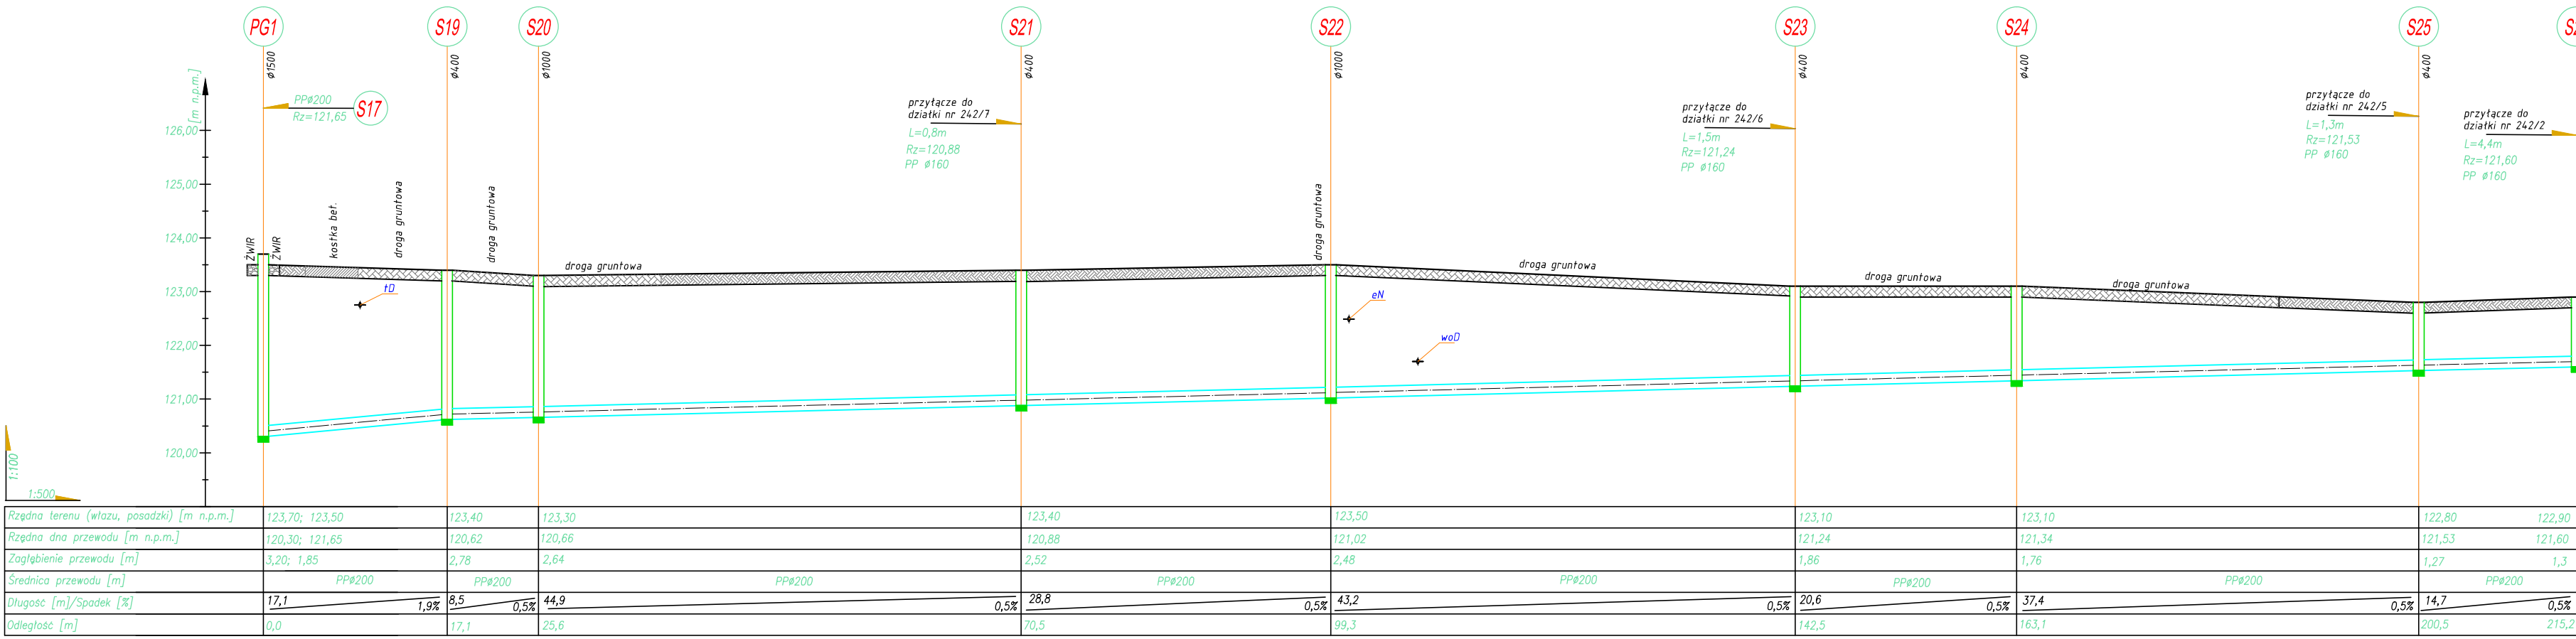 PG1 S19 S20 S21 S22 S23 S24 S25
ø1500 ø400 ø1000 ø400 ø1000 ø400 ø400 ø400
[m n.p.m.]
PPø200
Rz=121,65
S17
przyłącze do
działki nr 242/7
L=0,8m
Rz=120,88
PP ø160
przyłącze do
działki nr 242/6
L=1,5m
Rz=121,24
PP ø160
przyłącze do
działki nr 242/5
L=1,3m
Rz=121,53
PP ø160
przyłącze do
działki nr 242/2
L=4,4m
Rz=121,60
PP ø160
126,00
125,00
124,00
123,00
122,00
121,00
120,00
ŻWIR
ŻWIR
kostka bet.
droga gruntowa
droga gruntowa
droga gruntowa
droga gruntowa
droga gruntowa
droga gruntowa
droga gruntowa
tD
eN
woD
1:100
1:500
Rzędna terenu (włazu, posadzki) [m n.p.m.] 123,70; 123,50 123,40 123,30 123,40 123,50 123,10 123,10 122,80 122,90
Rzędna dna przewodu [m n.p.m.] 120,30; 121,65 120,62 120,66 120,88 121,02 121,24 121,34 121,53 121,60
Zagłębienie przewodu [m] 3,20; 1,85 2,78 2,64 2,52 2,48 1,86 1,76 1,27 1,3
Średnica przewodu [m] PPø200 PPø200 PPø200 PPø200 PPø200 PPø200 PPø200 PPø200
Długość [m]/Spadek [%] 17,1 1,9% 8,5 0,5% 44,9 0,5% 28,8 0,5% 43,2 0,5% 20,6 0,5% 37,4 0,5% 14,7 0,5%
Odległość [m] 0,0 17,1 25,6 70,5 99,3 142,5 163,1 200,5 215,2